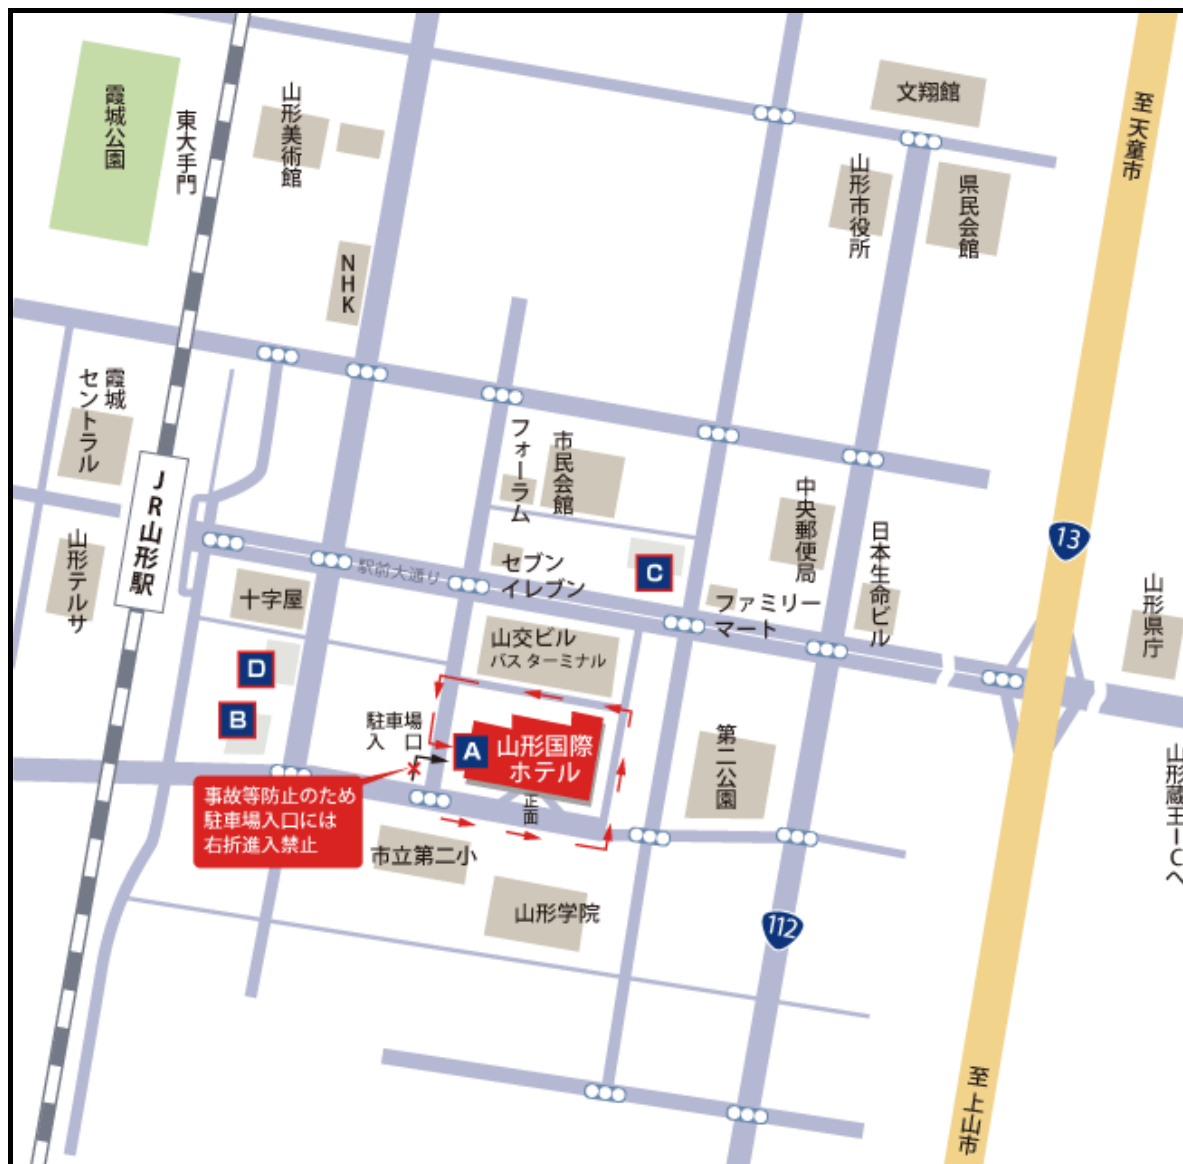 文翔館
至 天童市
霞城公園
東大手門
山形美術館
山形市役所
県民会館
NHK
霞城
セントラル
フォーラム
市民会館
中央郵便局
日本生命ビル
13
JR山形駅
山形テルサ
駅前大通り
セブン
イレブン
C
ファミリー
マート
山形県庁
十字屋
山交ビル
バス ターミナル
D
B
駐車場
入 口
A
山形国際
ホテル
正面
第二公園
山形蔵王ICへ
事故等防止のため
駐車場入口には
右折進入禁止
市立第二小
山形学院
112
至 上山市